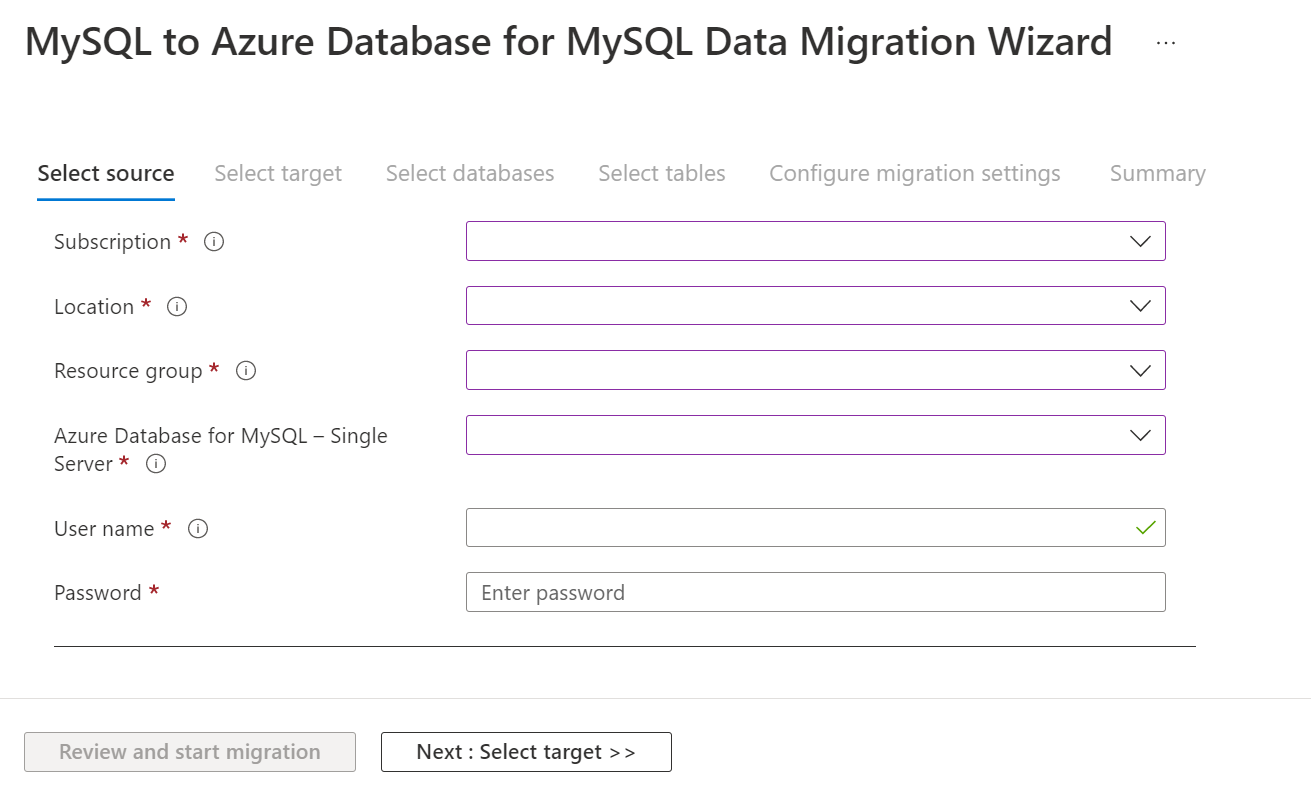 MySQL to Azure Database for MySQL Data Migration Wizard ...
Select source Select target Select databases Select tables Configure migration settings Summary
Subscription *
Location *
Resource group *
Azure Database for MySQL – Single
Server *
User name *
Password * Enter password
Review and start migration Next : Select target >>